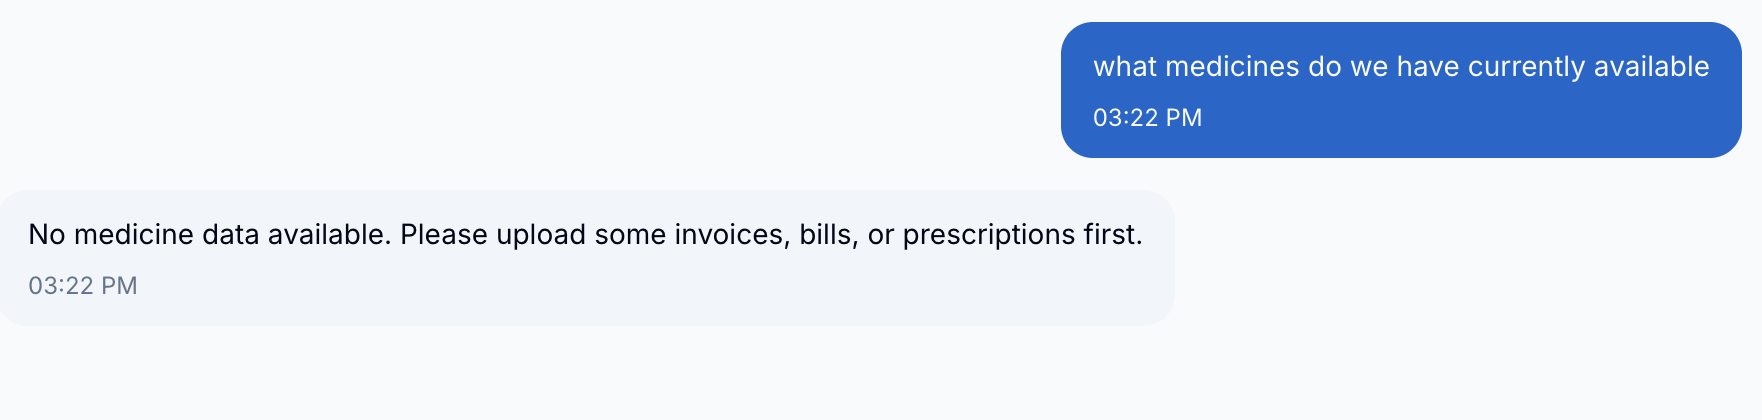 what medicines do we have currently available
03:22 PM
No medicine data available. Please upload some invoices, bills, or prescriptions first.
03:22 PM